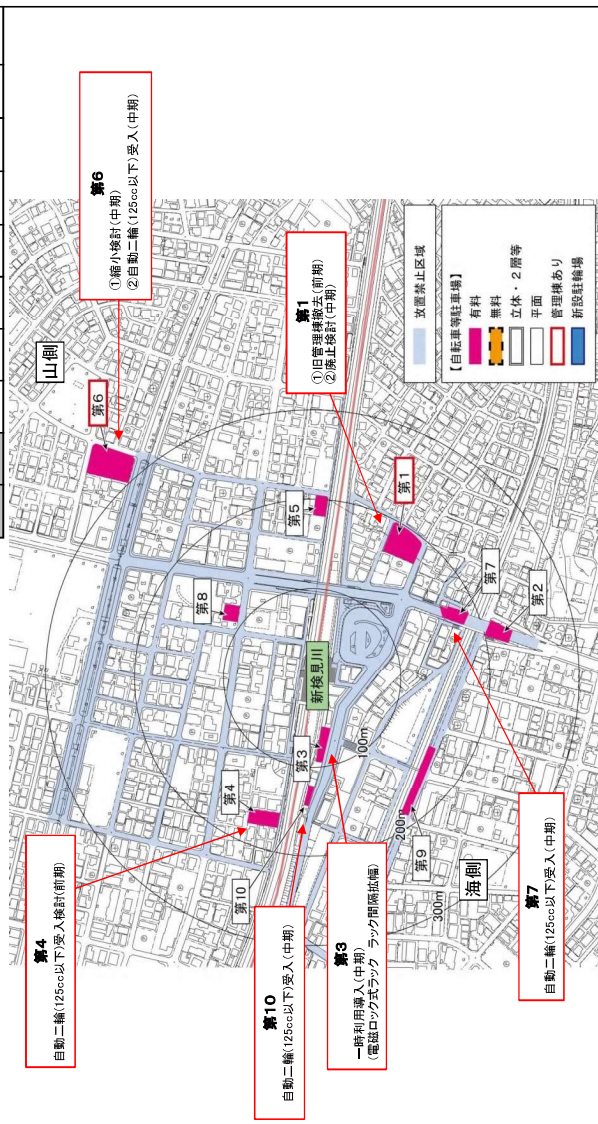 第4
自動二輪(125cc以下)受入検討(前期)
第10
自動二輪(125cc以下)受入(中期)
第3
一時利用導入(中期)
(電磁ロック式ラック ラック間隔拡幅)
第7
自動二輪(125cc以下)受入(中期)
第6
①縮小検討(中期)
②自動二輪(125cc以下)受入(中期)
第1
①旧管理棟撤去(前期)
②廃止検討(中期)
山側
海側
新検見川
第6
第5
第8
第1
第7
第2
第3
第4
第10
第9
100m
200m
300m
放置禁止区域
【自転車等駐車場】
有料
無料
立体・2層等
平面
管理棟あり
新設駐輪場